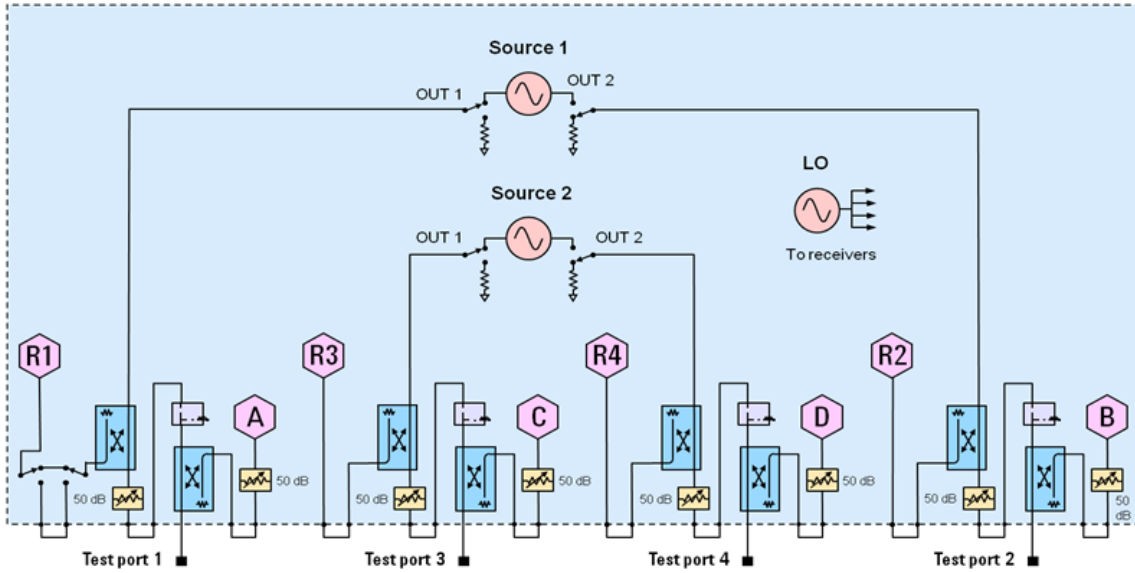 Source 1
OUT 1
OUT 2
LO
Source 2
OUT 1
OUT 2
To receivers
R1
R3
R4
R2
A
C
D
B
50 dB
50 dB
50 dB
50 dB
50 dB
50 dB
50 dB
50
dB
Test port 1
Test port 3
Test port 4
Test port 2